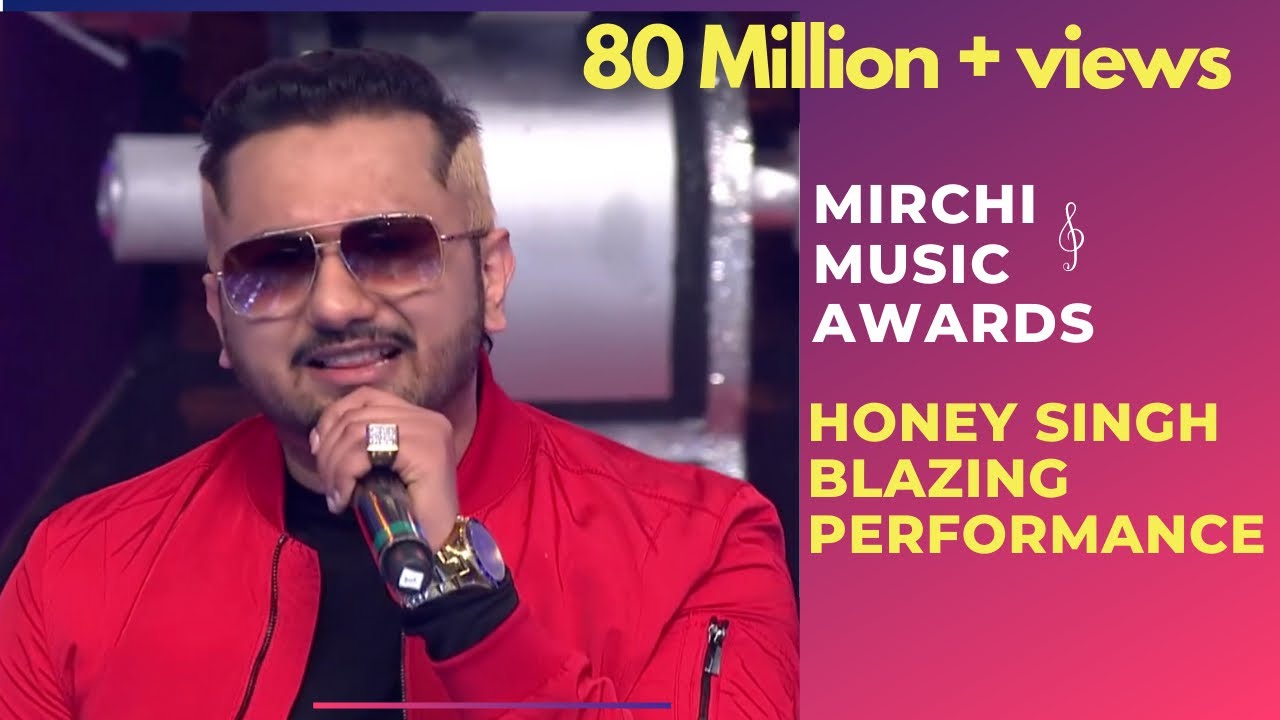 80 Million + views
MIRCHI
MUSIC
AWARDS
HONEY SINGH
BLAZING
PERFORMANCE